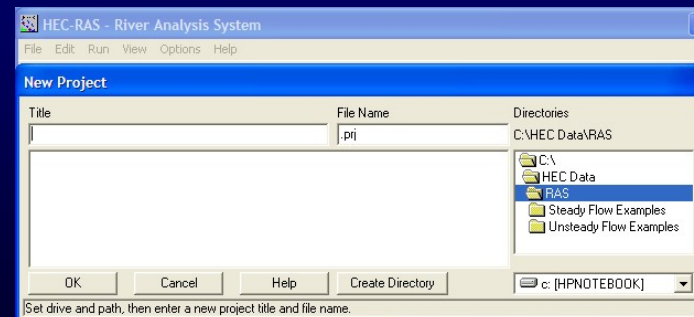 HEC-RAS - River Analysis System
File Edit Run View Options Help
New Project
Title File Name Directories
.prj C:\HEC Data\RAS
C:\
HEC Data
RAS
Steady Flow Examples
Unsteady Flow Examples
OK Cancel Help Create Directory c: [HPNOTEBOOK]
Set drive and path, then enter a new project title and file name.